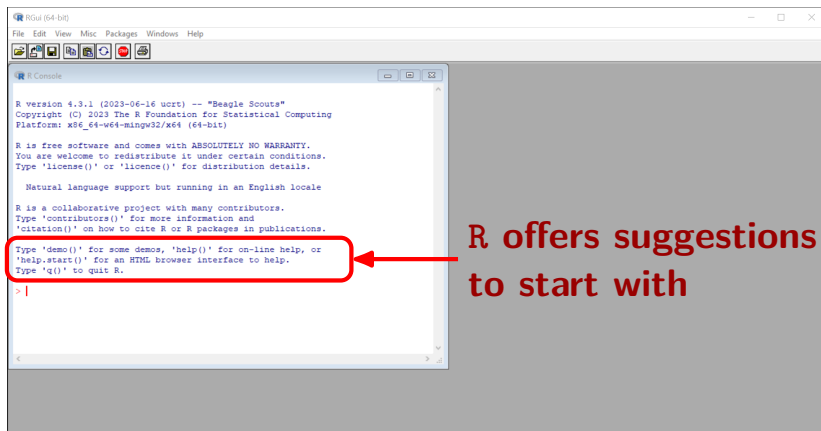 RGui (64-bit)
File Edit View Misc Packages Windows Help
STOP
R Console
R version 4.3.1 (2023-06-16 ucrt) -- "Beagle Scouts"
Copyright (C) 2023 The R Foundation for Statistical Computing
Platform: x86_64-w64-mingw32/x64 (64-bit)
R is free software and comes with ABSOLUTELY NO WARRANTY.
You are welcome to redistribute it under certain conditions.
Type 'license()' or 'licence()' for distribution details.
Natural language support but running in an English locale
R is a collaborative project with many contributors.
Type 'contributors()' for more information and
'citation()' on how to cite R or R packages in publications.
Type 'demo()' for some demos, 'help()' for on-line help, or
'help.start()' for an HTML browser interface to help.
Type 'q()' to quit R.
>
R offers suggestions
to start with